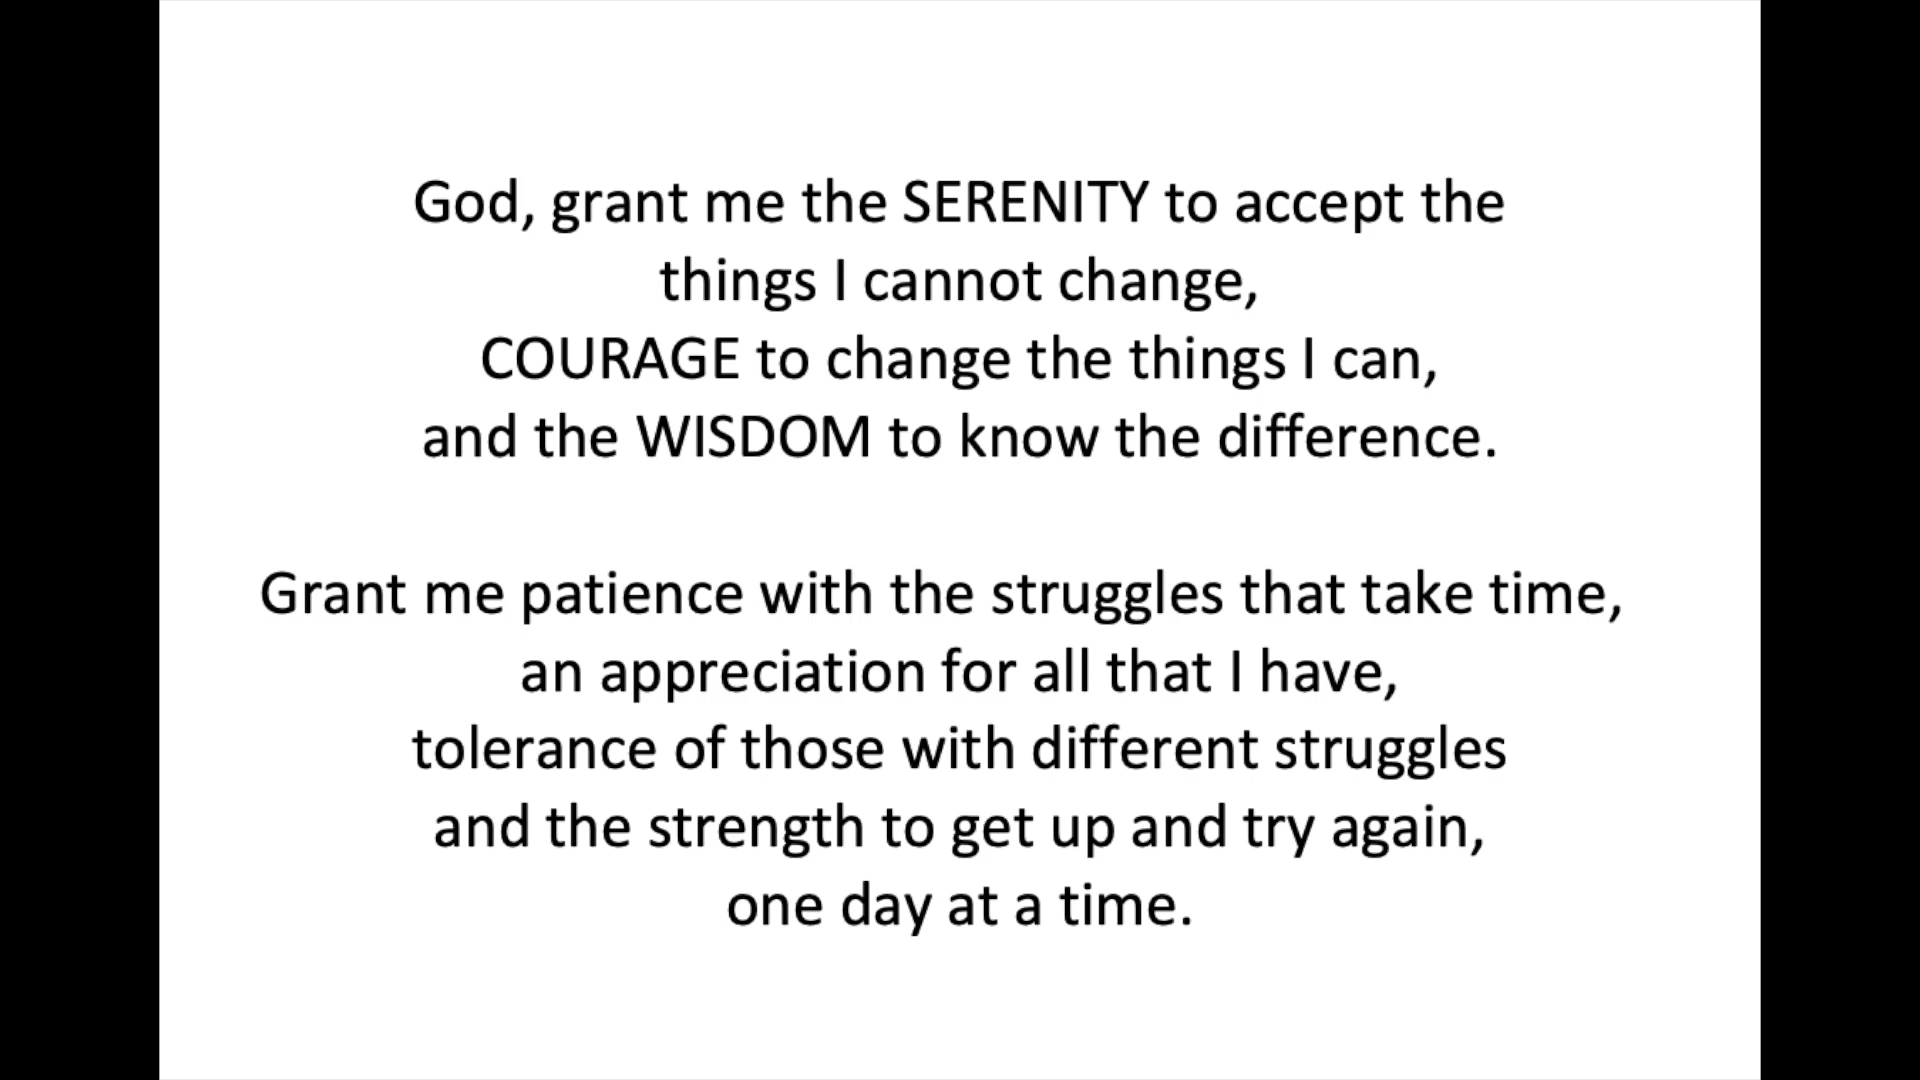 God, grant me the SERENITY to accept the
things I cannot change,
COURAGE to change the things I can,
and the WISDOM to know the difference.
Grant me patience with the struggles that take time,
an appreciation for all that I have,
tolerance of those with different struggles
and the strength to get up and try again,
one day at a time.